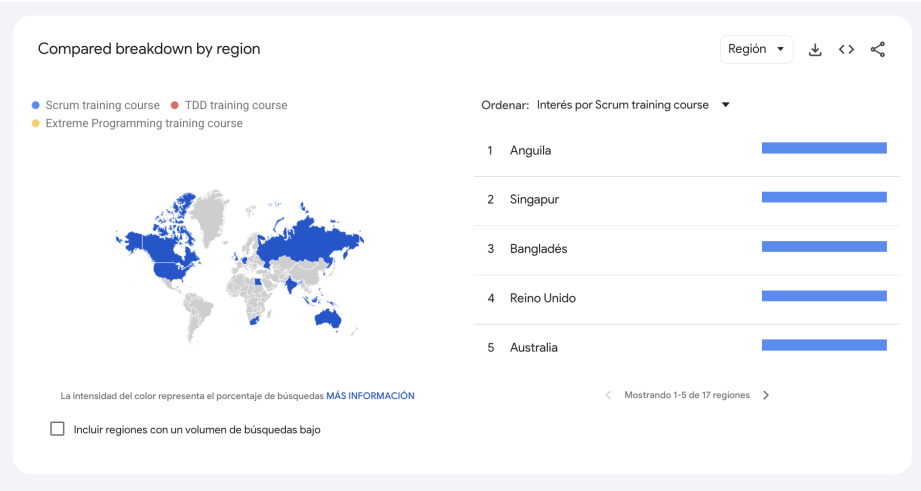 Compared breakdown by region
Región
Scrum training course
TDD training course
Extreme Programming training course
Ordenar: Interés por Scrum training course
1 Anguila
2 Singapur
3 Bangladés
4 Reino Unido
5 Australia
La intensidad del color representa el porcentaje de búsquedas MÁS INFORMACIÓN
Mostrando 1-5 de 17 regiones
Incluir regiones con un volumen de búsquedas bajo